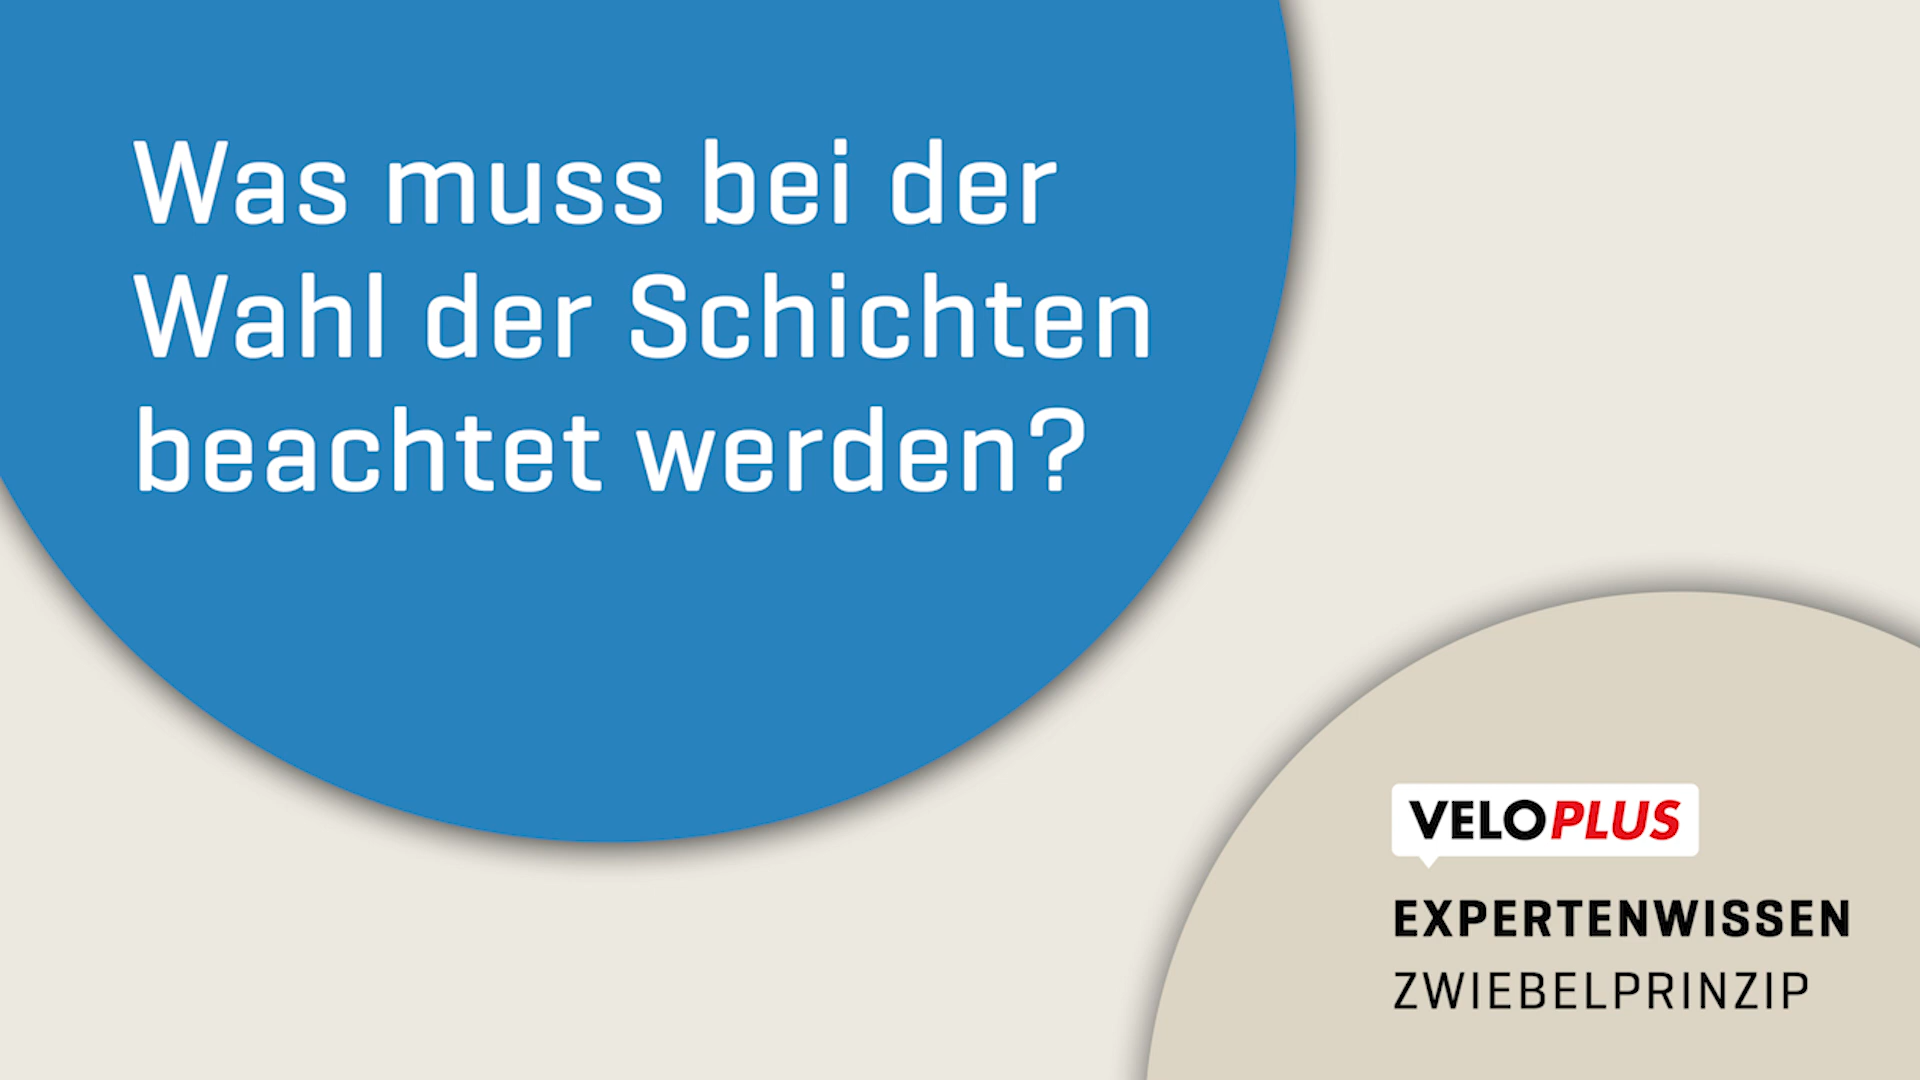 Was muss bei der
Wahl der Schichten
beachtet werden?
VELOPLUS
EXPERTENWISSEN
ZWIEBELPRINZIP